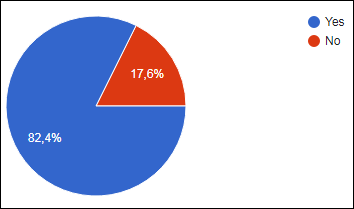 Yes
No
17,6%
82,4%